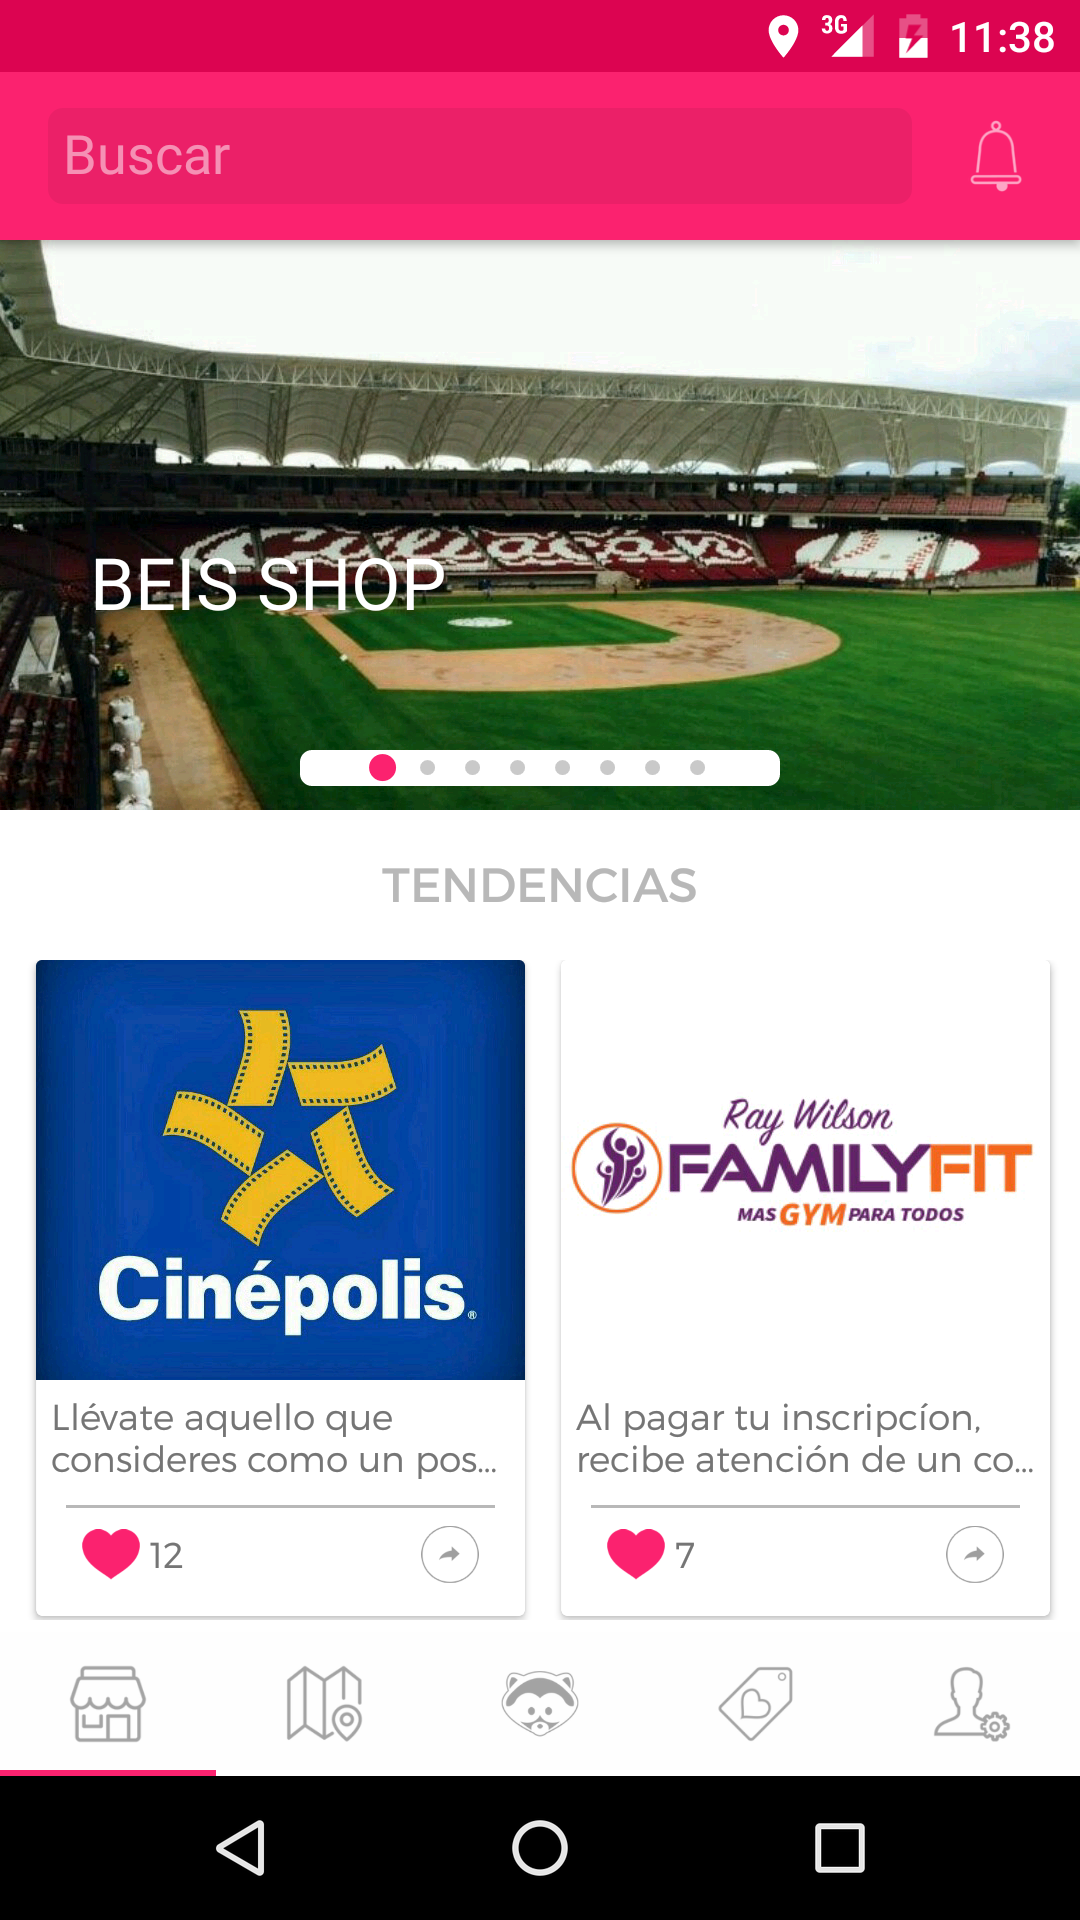 3G 11:38
Buscar
Culiacan
BEIS SHOP
TENDENCIAS
Cinépolis®
Llévate aquello que
consideres como un pos...
12
Ray Wilson
FAMILYFIT
MAS GYM PARA TODOS
Al pagar tu inscripcíon,
recibe atención de un co...
7